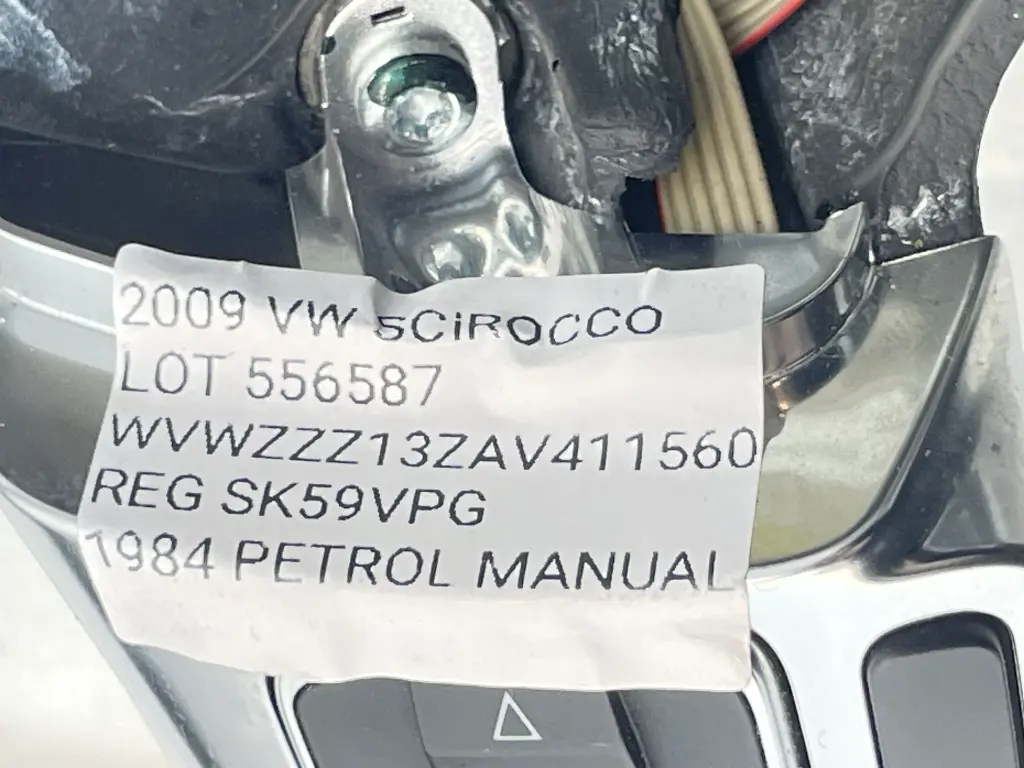 2009 VW SCiROCCO
LOT 556587
WVWZZZ13ZAV411560
REG SK59VPG
1984 PETROL MANUAL